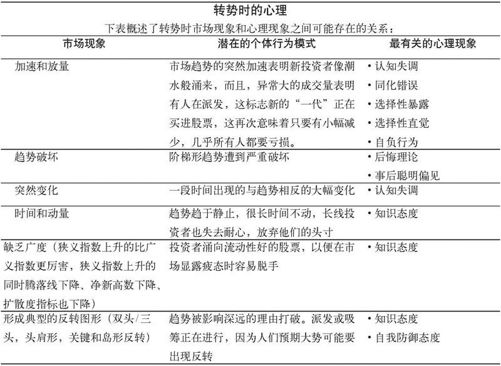 转势时的心理
下表概述了转势时市场现象和心理现象之间可能存在的关系：
市场现象 潜在的个体行为模式 最有关的心理现象
加速和放量 市场趋势的突然加速表明新投资者像潮 •认知失调
水般涌来，而且，异常大的成交量表明 •同化错误
有人在派发，这标志新的“一代”正在 •选择性暴露
买进股票，这再次意味着只要有小幅减 •选择性直觉
少，几乎所有人都要亏损。 •自负行为
趋势破坏 阶梯形趋势遭到严重破坏 •后悔理论
•事后聪明偏见
突然变化 一段时间出现的与趋势相反的大幅变化 •认知失调
时间和动量 趋势趋于静止，很长时间不动，长线投 •知识态度
资者也失去耐心，放弃他们的头寸
缺乏广度（狭义指数上升的比广 投资者涌向流动性好的股票，以便在市 •知识态度
义指数更厉害，狭义指数上升的 场显露疲态时容易脱手
同时腾落线下降、净新高数下降、
扩散度指标也下降）
形成典型的反转图形（双头/三 趋势被影响深远的理由打破。派发或吸 •知识态度
头，头肩形，关键和岛形反转） 筹正在进行，因为人们预期大势可能要 •自我防御态度
出现反转